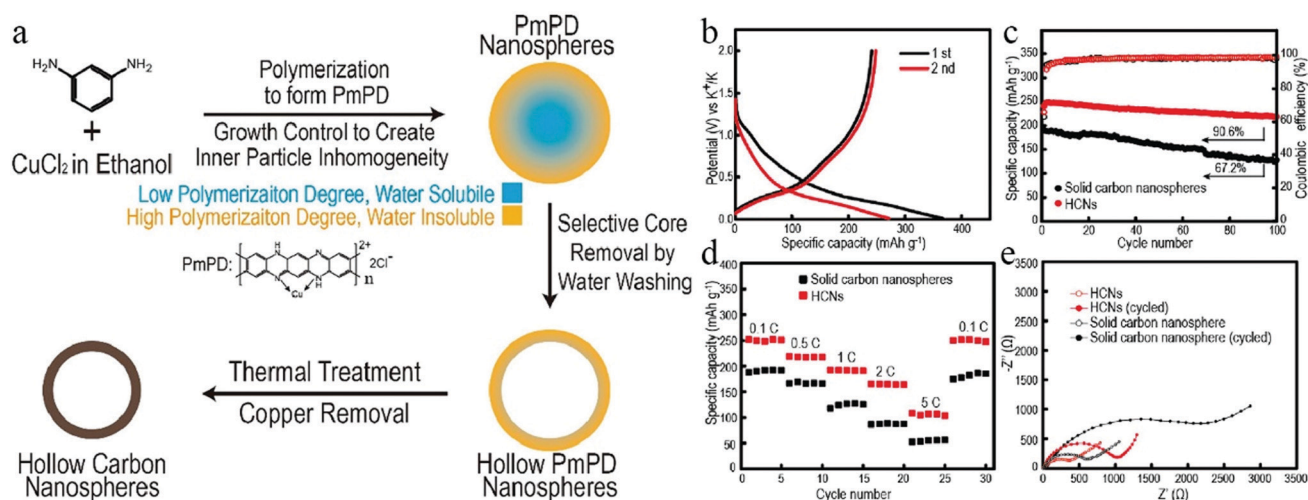 a
H₂N
NH₂
+
CuCl₂ in Ethanol
Polymerization
to form PmPD
Growth Control to Create
Inner Particle Inhomogeneity
PmPD
Nanospheres
Low Polymerizaiton Degree, Water Solubile
High Polymerizaiton Degree, Water Insoluble
PmPD:
H
N
N
N
N
H
Cu
2+
n
2Cl⁻
Selective Core
Removal by
Water Washing
Thermal Treatment
Copper Removal
Hollow Carbon
Nanospheres
Hollow PmPD
Nanospheres
b
Potential (V) vs K⁺/K
2.0
1.5
1.0
0.5
0.0
1 st
2 nd
0 100 200 300 400
Specific capacity (mAh g⁻¹)
c
Specific capacity (mAh g⁻¹)
350
300
250
200
150
100
50
0
90.6%
67.2%
Solid carbon nanospheres
HCNs
100
80
60
40
20
0
Coulombic efficiency (%)
0 20 40 60 80 100
Cycle number
d
Specific capacity (mAh g⁻¹)
400
350
300
250
200
150
100
50
0
Solid carbon nanospheres
HCNs
0.1 C
0.5 C
1 C
2 C
5 C
0.1 C
0 10 20 30
Cycle number
e
-Z'' (Ω)
3500
3000
2500
2000
1500
1000
500
0
HCNs
HCNs (cycled)
Solid carbon nanosphere
Solid carbon nanosphere (cycled)
0 500 1000 1500 2000 2500 3000 3500
Z' (Ω)